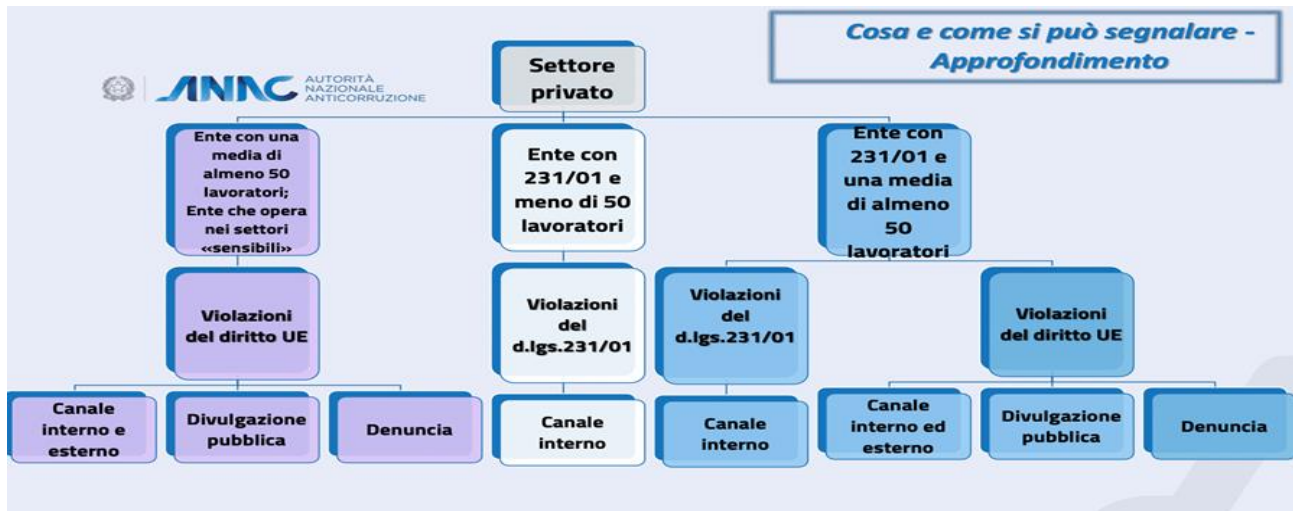 Cosa e come si può segnalare -
Approfondimento
ANAC
AUTORITÀ
NAZIONALE
ANTICORRUZIONE
Settore
privato
Ente con una
media di
almeno 50
lavoratori;
Ente che opera
nei settori
«sensibili»
Ente con
231/01 e
meno di 50
lavoratori
Ente con
231/01 e
una media
di almeno
50
lavoratori
Violazioni
del diritto UE
Violazioni
del
d.lgs.231/01
Violazioni
del
d.lgs.231/01
Violazioni
del diritto UE
Canale
interno e
esterno
Divulgazione
pubblica
Denuncia
Canale
interno
Canale
interno
Canale
interno ed
esterno
Divulgazione
pubblica
Denuncia